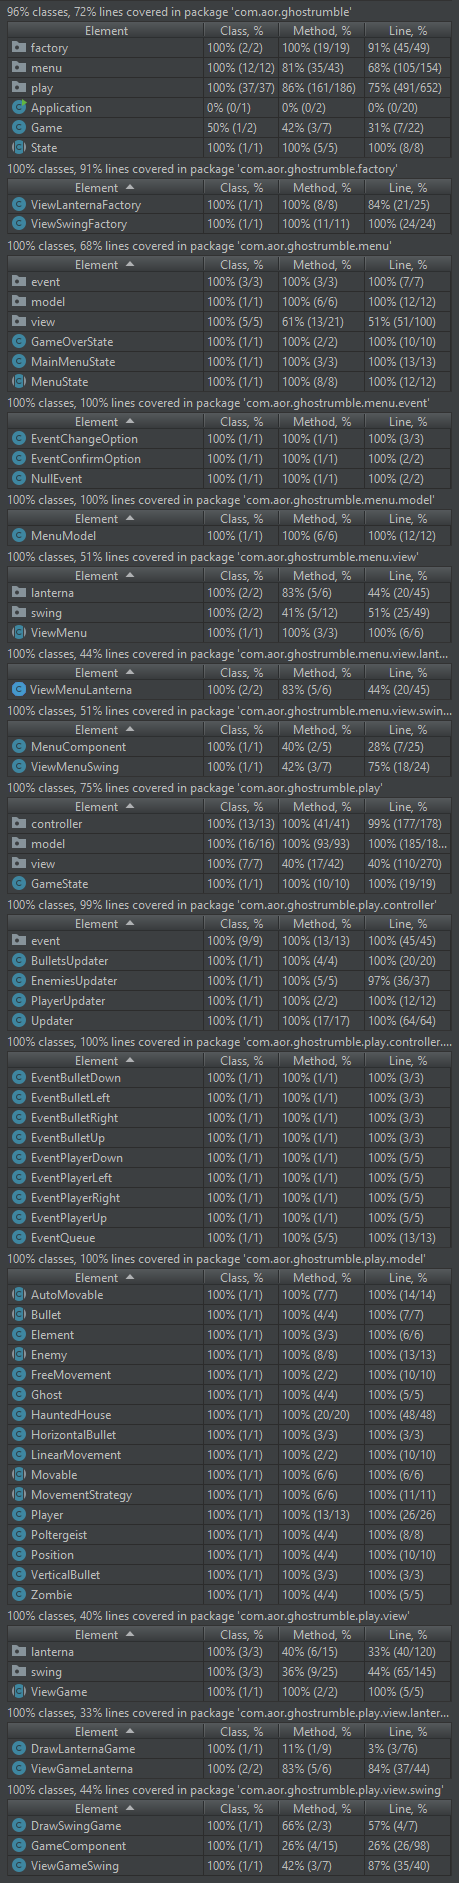 96% classes, 72% lines covered in package 'com.aor.ghostrumble'
Element Class, % Method, % Line, %
factory 100% (2/2) 100% (19/19) 91% (45/49)
menu 100% (12/12) 81% (35/43) 68% (105/154)
play 100% (37/37) 86% (161/186) 75% (491/652)
Application 0% (0/1) 0% (0/2) 0% (0/20)
Game 50% (1/2) 42% (3/7) 31% (7/22)
State 100% (1/1) 100% (5/5) 100% (8/8)
100% classes, 91% lines covered in package 'com.aor.ghostrumble.factory'
Element Class, % Method, % Line, %
ViewLanternaFactory 100% (1/1) 100% (8/8) 84% (21/25)
ViewSwingFactory 100% (1/1) 100% (11/11) 100% (24/24)
100% classes, 68% lines covered in package 'com.aor.ghostrumble.menu'
Element Class, % Method, % Line, %
event 100% (3/3) 100% (3/3) 100% (7/7)
model 100% (1/1) 100% (6/6) 100% (12/12)
view 100% (5/5) 61% (13/21) 51% (51/100)
GameOverState 100% (1/1) 100% (2/2) 100% (10/10)
MainMenuState 100% (1/1) 100% (3/3) 100% (13/13)
MenuState 100% (1/1) 100% (8/8) 100% (12/12)
100% classes, 100% lines covered in package 'com.aor.ghostrumble.menu.event'
Element Class, % Method, % Line, %
EventChangeOption 100% (1/1) 100% (1/1) 100% (3/3)
EventConfirmOption 100% (1/1) 100% (1/1) 100% (2/2)
NullEvent 100% (1/1) 100% (1/1) 100% (2/2)
100% classes, 100% lines covered in package 'com.aor.ghostrumble.menu.model'
Element Class, % Method, % Line, %
MenuModel 100% (1/1) 100% (6/6) 100% (12/12)
100% classes, 51% lines covered in package 'com.aor.ghostrumble.menu.view'
Element Class, % Method, % Line, %
lanterna 100% (2/2) 83% (5/6) 44% (20/45)
swing 100% (2/2) 41% (5/12) 51% (25/49)
ViewMenu 100% (1/1) 100% (3/3) 100% (6/6)
100% classes, 44% lines covered in package 'com.aor.ghostrumble.menu.view.lant...
Element Class, % Method, % Line, %
ViewMenuLanterna 100% (2/2) 83% (5/6) 44% (20/45)
100% classes, 51% lines covered in package 'com.aor.ghostrumble.menu.view.swin...
Element Class, % Method, % Line, %
MenuComponent 100% (1/1) 40% (2/5) 28% (7/25)
ViewMenuSwing 100% (1/1) 42% (3/7) 75% (18/24)
100% classes, 75% lines covered in package 'com.aor.ghostrumble.play'
Element Class, % Method, % Line, %
controller 100% (13/13) 100% (41/41) 99% (177/178)
model 100% (16/16) 100% (93/93) 100% (185/18...
view 100% (7/7) 40% (17/42) 40% (110/270)
GameState 100% (1/1) 100% (10/10) 100% (19/19)
100% classes, 99% lines covered in package 'com.aor.ghostrumble.play.controller'
Element Class, % Method, % Line, %
event 100% (9/9) 100% (13/13) 100% (45/45)
BulletsUpdater 100% (1/1) 100% (4/4) 100% (20/20)
EnemiesUpdater 100% (1/1) 100% (5/5) 97% (36/37)
PlayerUpdater 100% (1/1) 100% (2/2) 100% (12/12)
Updater 100% (1/1) 100% (17/17) 100% (64/64)
100% classes, 100% lines covered in package 'com.aor.ghostrumble.play.controller....
Element Class, % Method, % Line, %
EventBulletDown 100% (1/1) 100% (1/1) 100% (3/3)
EventBulletLeft 100% (1/1) 100% (1/1) 100% (3/3)
EventBulletRight 100% (1/1) 100% (1/1) 100% (3/3)
EventBulletUp 100% (1/1) 100% (1/1) 100% (3/3)
EventPlayerDown 100% (1/1) 100% (1/1) 100% (5/5)
EventPlayerLeft 100% (1/1) 100% (1/1) 100% (5/5)
EventPlayerRight 100% (1/1) 100% (1/1) 100% (5/5)
EventPlayerUp 100% (1/1) 100% (1/1) 100% (5/5)
EventQueue 100% (1/1) 100% (5/5) 100% (13/13)
100% classes, 100% lines covered in package 'com.aor.ghostrumble.play.model'
Element Class, % Method, % Line, %
AutoMovable 100% (1/1) 100% (7/7) 100% (14/14)
Bullet 100% (1/1) 100% (4/4) 100% (7/7)
Element 100% (1/1) 100% (3/3) 100% (6/6)
Enemy 100% (1/1) 100% (8/8) 100% (13/13)
FreeMovement 100% (1/1) 100% (2/2) 100% (10/10)
Ghost 100% (1/1) 100% (4/4) 100% (5/5)
HauntedHouse 100% (1/1) 100% (20/20) 100% (48/48)
HorizontalBullet 100% (1/1) 100% (3/3) 100% (3/3)
LinearMovement 100% (1/1) 100% (2/2) 100% (10/10)
Movable 100% (1/1) 100% (6/6) 100% (6/6)
MovementStrategy 100% (1/1) 100% (6/6) 100% (11/11)
Player 100% (1/1) 100% (13/13) 100% (26/26)
Poltergeist 100% (1/1) 100% (4/4) 100% (8/8)
Position 100% (1/1) 100% (4/4) 100% (10/10)
VerticalBullet 100% (1/1) 100% (3/3) 100% (3/3)
Zombie 100% (1/1) 100% (4/4) 100% (5/5)
100% classes, 40% lines covered in package 'com.aor.ghostrumble.play.view'
Element Class, % Method, % Line, %
lanterna 100% (3/3) 40% (6/15) 33% (40/120)
swing 100% (3/3) 36% (9/25) 44% (65/145)
ViewGame 100% (1/1) 100% (2/2) 100% (5/5)
100% classes, 33% lines covered in package 'com.aor.ghostrumble.play.view.lanter...
Element Class, % Method, % Line, %
DrawLanternaGame 100% (1/1) 11% (1/9) 3% (3/76)
ViewGameLanterna 100% (2/2) 83% (5/6) 84% (37/44)
100% classes, 44% lines covered in package 'com.aor.ghostrumble.play.view.swing'
Element Class, % Method, % Line, %
DrawSwingGame 100% (1/1) 66% (2/3) 57% (4/7)
GameComponent 100% (1/1) 26% (4/15) 26% (26/98)
ViewGameSwing 100% (1/1) 42% (3/7) 87% (35/40)